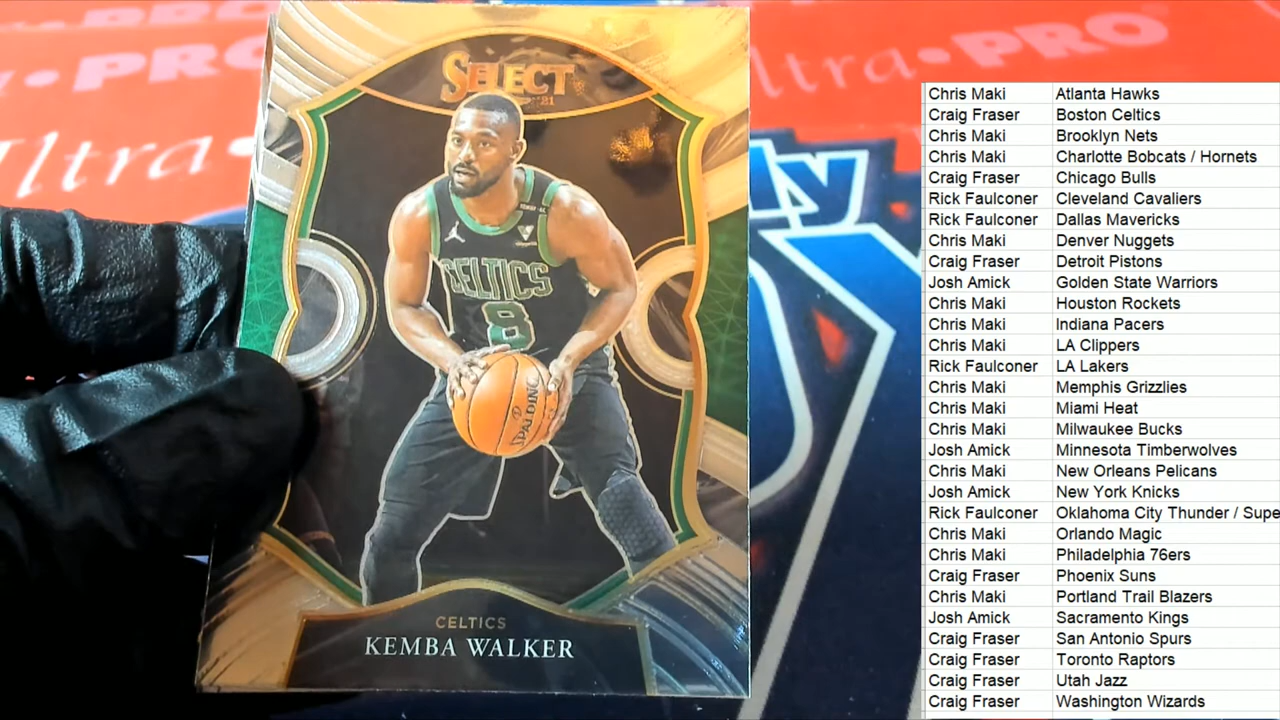 a•PRO
ltra•PRO
Ultra•
SELECT
21
CELTICS
8
SPALDING
CELTICS
KEMBA WALKER
ly
Chris Maki Atlanta Hawks
Craig Fraser Boston Celtics
Chris Maki Brooklyn Nets
Chris Maki Charlotte Bobcats / Hornets
Craig Fraser Chicago Bulls
Rick Faulconer Cleveland Cavaliers
Rick Faulconer Dallas Mavericks
Chris Maki Denver Nuggets
Craig Fraser Detroit Pistons
Josh Amick Golden State Warriors
Chris Maki Houston Rockets
Chris Maki Indiana Pacers
Chris Maki LA Clippers
Rick Faulconer LA Lakers
Chris Maki Memphis Grizzlies
Chris Maki Miami Heat
Chris Maki Milwaukee Bucks
Josh Amick Minnesota Timberwolves
Chris Maki New Orleans Pelicans
Josh Amick New York Knicks
Rick Faulconer Oklahoma City Thunder / Supe
Chris Maki Orlando Magic
Chris Maki Philadelphia 76ers
Craig Fraser Phoenix Suns
Chris Maki Portland Trail Blazers
Josh Amick Sacramento Kings
Craig Fraser San Antonio Spurs
Craig Fraser Toronto Raptors
Craig Fraser Utah Jazz
Craig Fraser Washington Wizards